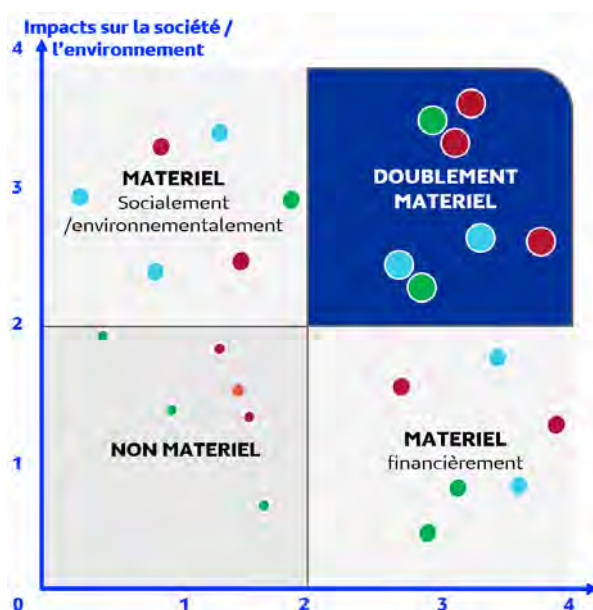 Impacts sur la société /
l'environnement
4
MATERIEL
Socialement
/environnementalement
DOUBLEMENT
MATERIEL
3
2
NON MATERIEL
MATERIEL
financièrement
1
0
1
2
3
4